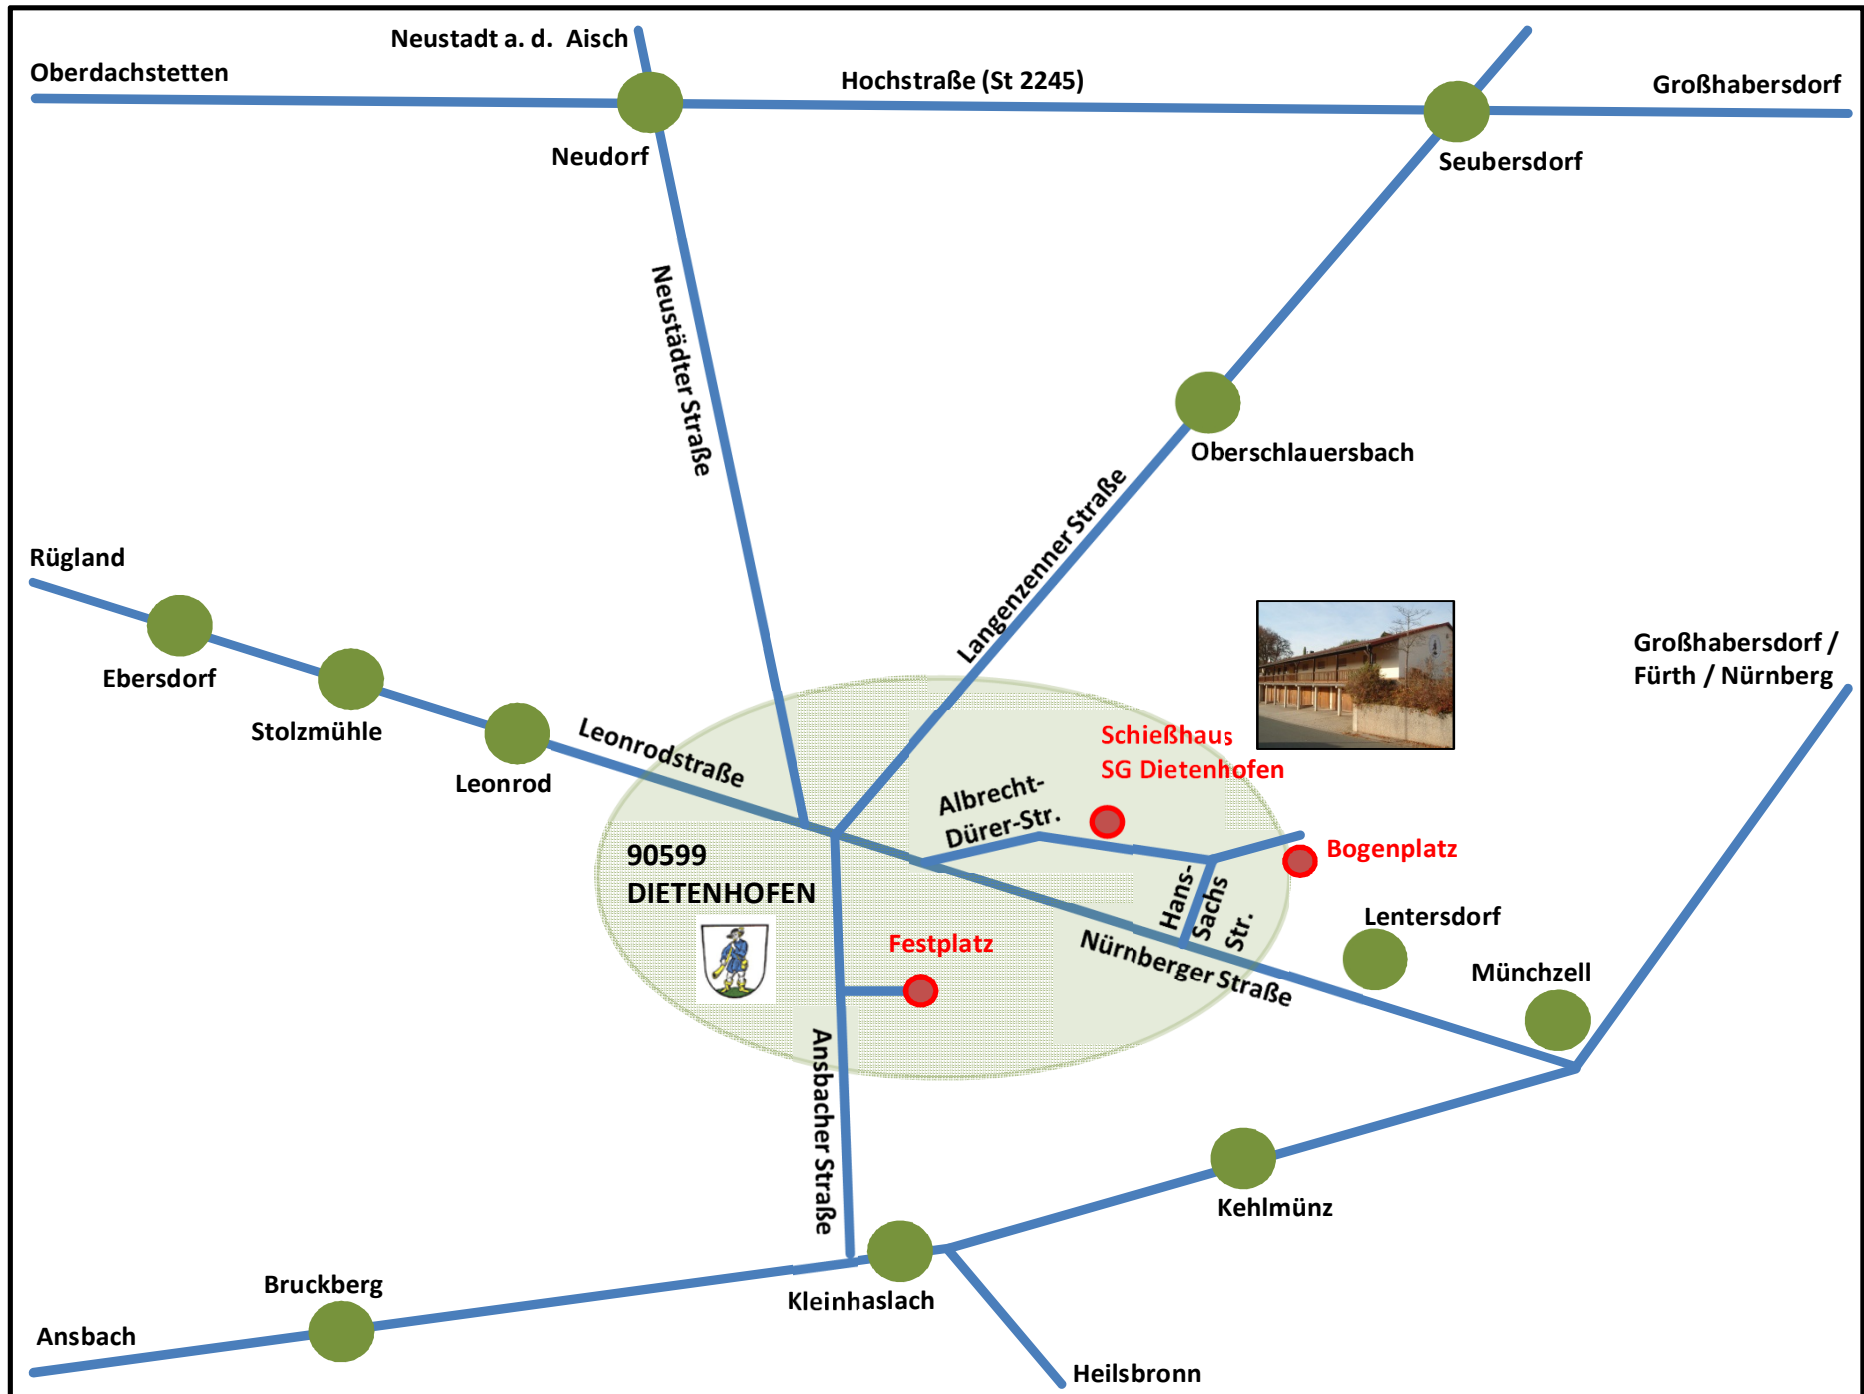 Neustadt a. d. Aisch
Oberdachstetten
Hochstraße (St 2245)
Großhabersdorf
Neudorf
Seubersdorf
Neustädter Straße
Oberschlauersbach
Langenzenner Straße
Rügland
Ebersdorf
Stolzmühle
Leonrod
Leonrodstraße
Großhabersdorf /
Fürth / Nürnberg
Schießhaus
SG Dietenhofen
Albrecht-
Dürer-Str.
90599
DIETENHOFEN
Bogenplatz
Hans-
Sachs
Str.
Lentersdorf
Festplatz
Nürnberger Straße
Münchzell
Ansbacher Straße
Kehlmünz
Bruckberg
Kleinhaslach
Ansbach
Heilsbronn